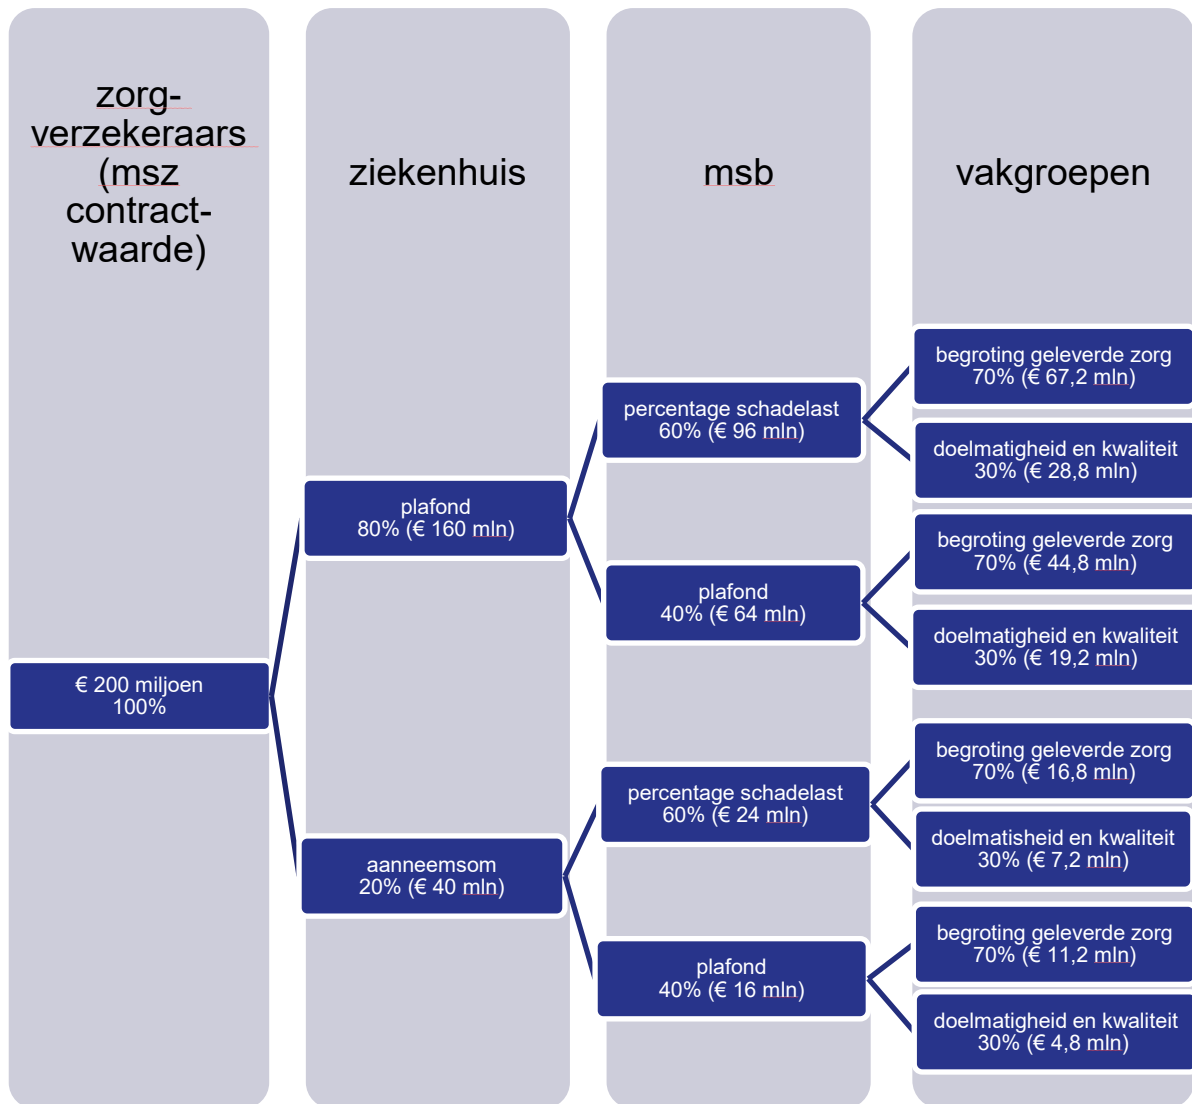 zorg-
verzekeraars
(msz
contract-
waarde)
ziekenhuis
msb
vakgroepen
€ 200 miljoen
100%
plafond
80% (€ 160 mln)
aanneemsom
20% (€ 40 mln)
percentage schadelast
60% (€ 96 mln)
plafond
40% (€ 64 mln)
percentage schadelast
60% (€ 24 mln)
plafond
40% (€ 16 mln)
begroting geleverde zorg
70% (€ 67,2 mln)
doelmatigheid en kwaliteit
30% (€ 28,8 mln)
begroting geleverde zorg
70% (€ 44,8 mln)
doelmatigheid en kwaliteit
30% (€ 19,2 mln)
begroting geleverde zorg
70% (€ 16,8 mln)
doelmatisheid en kwaliteit
30% (€ 7,2 mln)
begroting geleverde zorg
70% (€ 11,2 mln)
doelmatigheid en kwaliteit
30% (€ 4,8 mln)